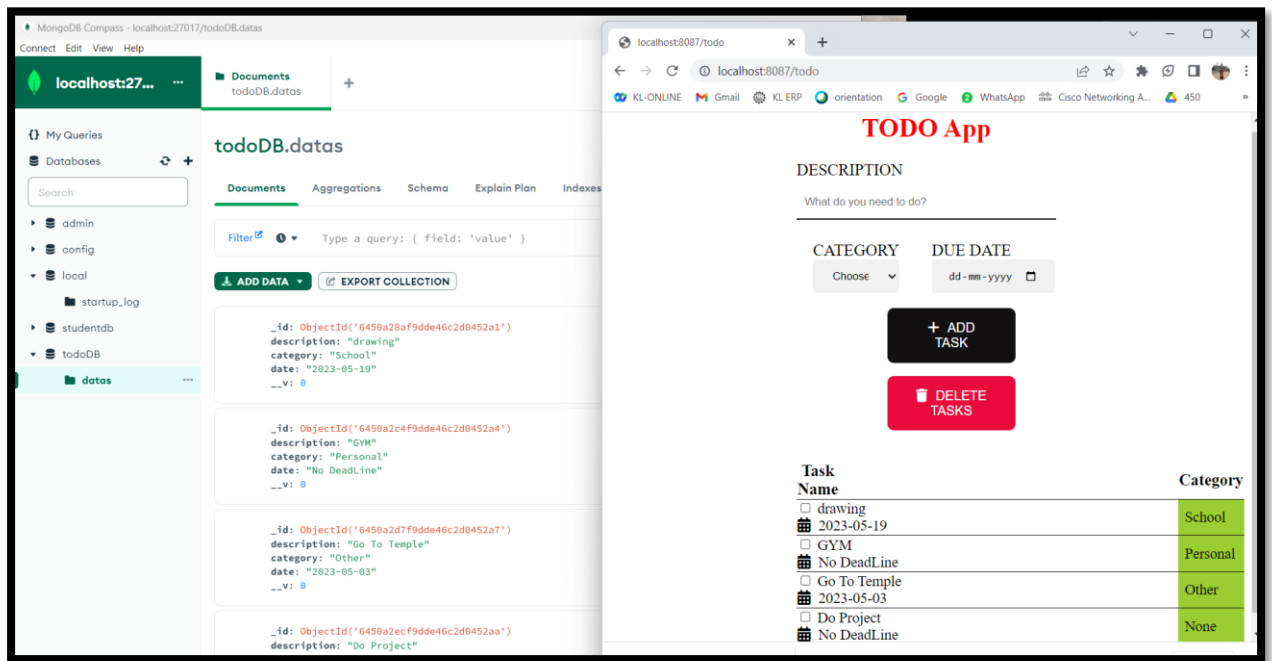 MongoDB Compass - localhost:27017/todoDB.datas
Connect Edit View Help
localhost:27... ...
Documents
todoDB.datas
+
{} My Queries
Databases
Search
admin
config
local
startup_log
studentdb
todoDB
datas
todoDB.datas
Documents Aggregations Schema Explain Plan Indexes
Filter Type a query: { field: 'value' }
ADD DATA EXPORT COLLECTION
_id: ObjectId('6450a28af9dde46c2d0452a1')
description: "drawing"
category: "School"
date: "2023-05-19"
__v: 0
_id: ObjectId('6450a2c4f9dde46c2d0452a4')
description: "GYM"
category: "Personal"
date: "No DeadLine"
__v: 0
_id: ObjectId('6450a2d7f9dde46c2d0452a7')
description: "Go To Temple"
category: "Other"
date: "2023-05-03"
__v: 0
_id: ObjectId('6450a2ecf9dde46c2d0452aa')
description: "Do Project"
localhost:8087/todo
localhost:8087/todo
KL-ONLINE Gmail KL ERP orientation Google WhatsApp Cisco Networking A... 450 »
TODO App
DESCRIPTION
What do you need to do?
CATEGORY DUE DATE
Choose dd-mm-yyyy
+ ADD
TASK
DELETE
TASKS
Task
Name Category
drawing
2023-05-19 School
GYM
No DeadLine Personal
Go To Temple
2023-05-03 Other
Do Project
No DeadLine None